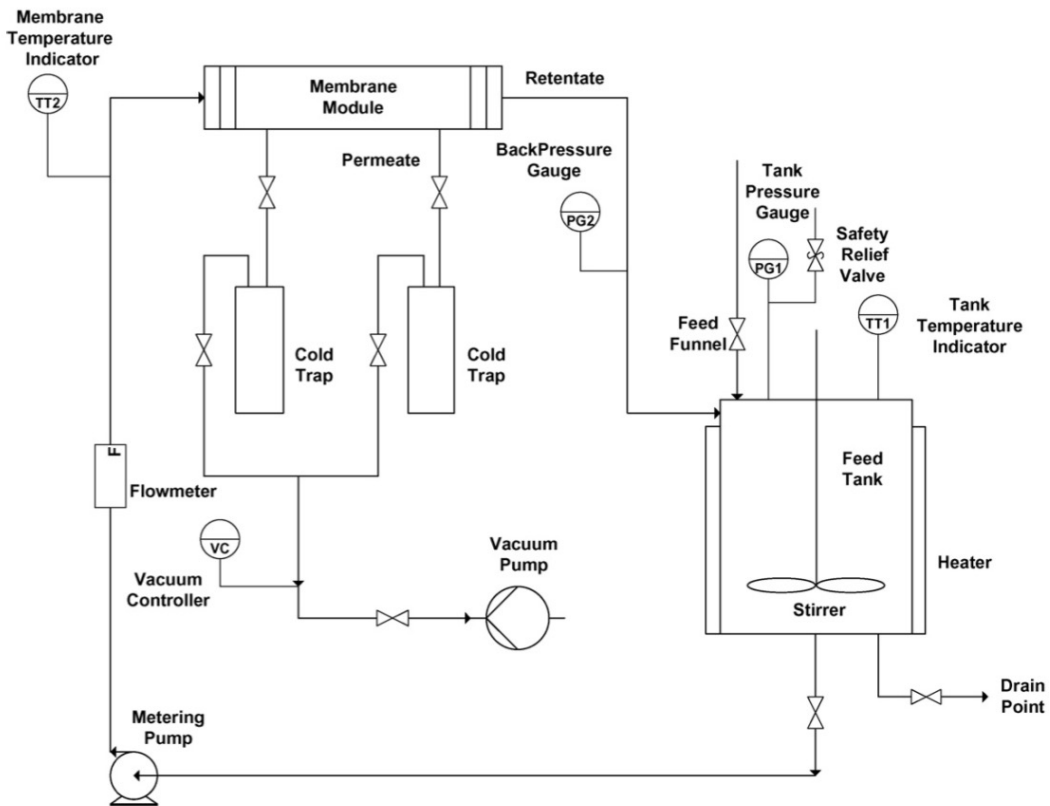 Membrane
Temperature
Indicator
TT2
Membrane
Module
Retentate
Permeate
BackPressure
Gauge
PG2
Tank
Pressure
Gauge
PG1
Safety
Relief
Valve
Feed
Funnel
TT1
Tank
Temperature
Indicator
Cold
Trap
Cold
Trap
F
Flowmeter
Feed
Tank
VC
Vacuum
Controller
Vacuum
Pump
Heater
Stirrer
Drain
Point
Metering
Pump